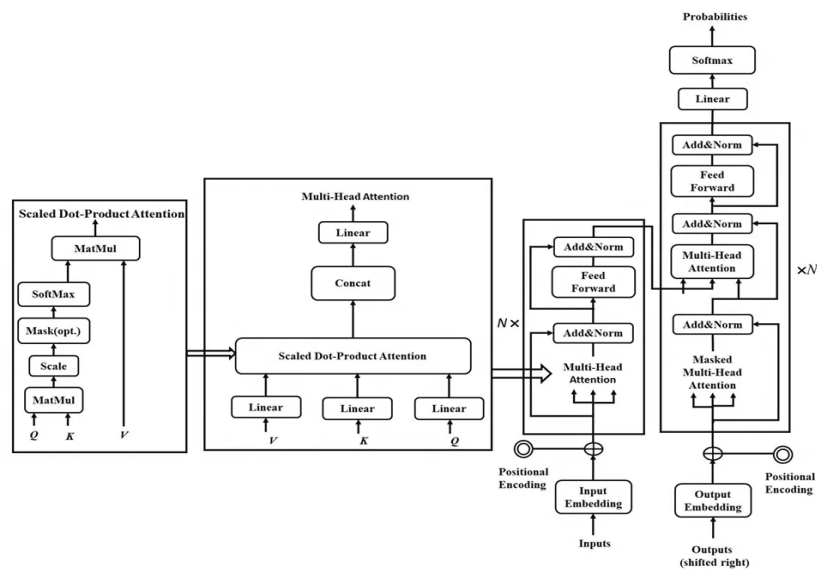 Scaled Dot-Product Attention
MatMul
SoftMax
Mask(opt.)
Scale
MatMul
Q
K
V
Multi-Head Attention
Linear
Concat
Scaled Dot-Product Attention
Linear
Linear
Linear
V
K
Q
N×
Add&Norm
Feed
Forward
Add&Norm
Multi-Head
Attention
Positional
Encoding
Input
Embedding
Inputs
Probabilities
Softmax
Linear
Add&Norm
Feed
Forward
Add&Norm
Multi-Head
Attention
×N
Add&Norm
Masked
Multi-Head
Attention
Positional
Encoding
Output
Embedding
Outputs
(shifted right)